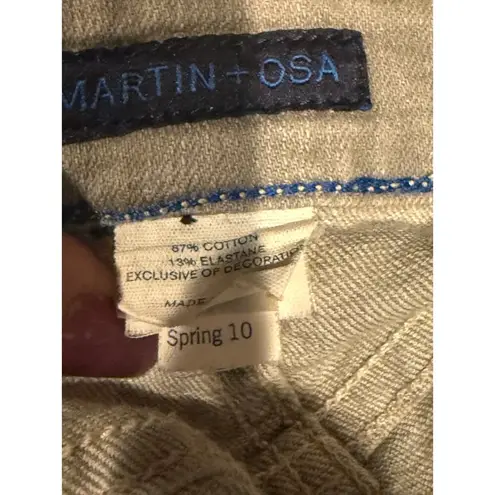 MARTIN + OSA
87% COTTON
13% ELASTANE
EXCLUSIVE OF DECORATION
MADE
Spring 10